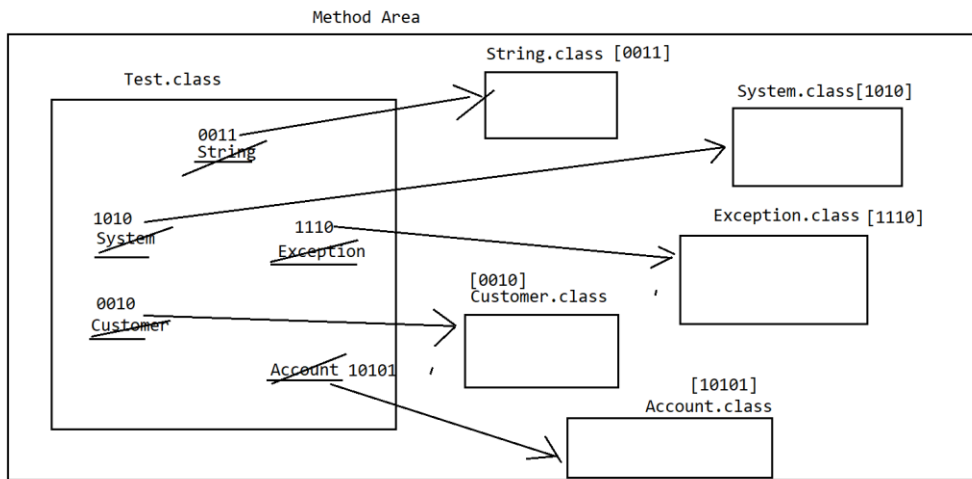 Method Area
Test.class
String.class [0011]
System.class[1010]
0011
String
1010
System
1110
Exception
Exception.class [1110]
0010
Customer
[0010]
Customer.class
Account 10101
[10101]
Account.class